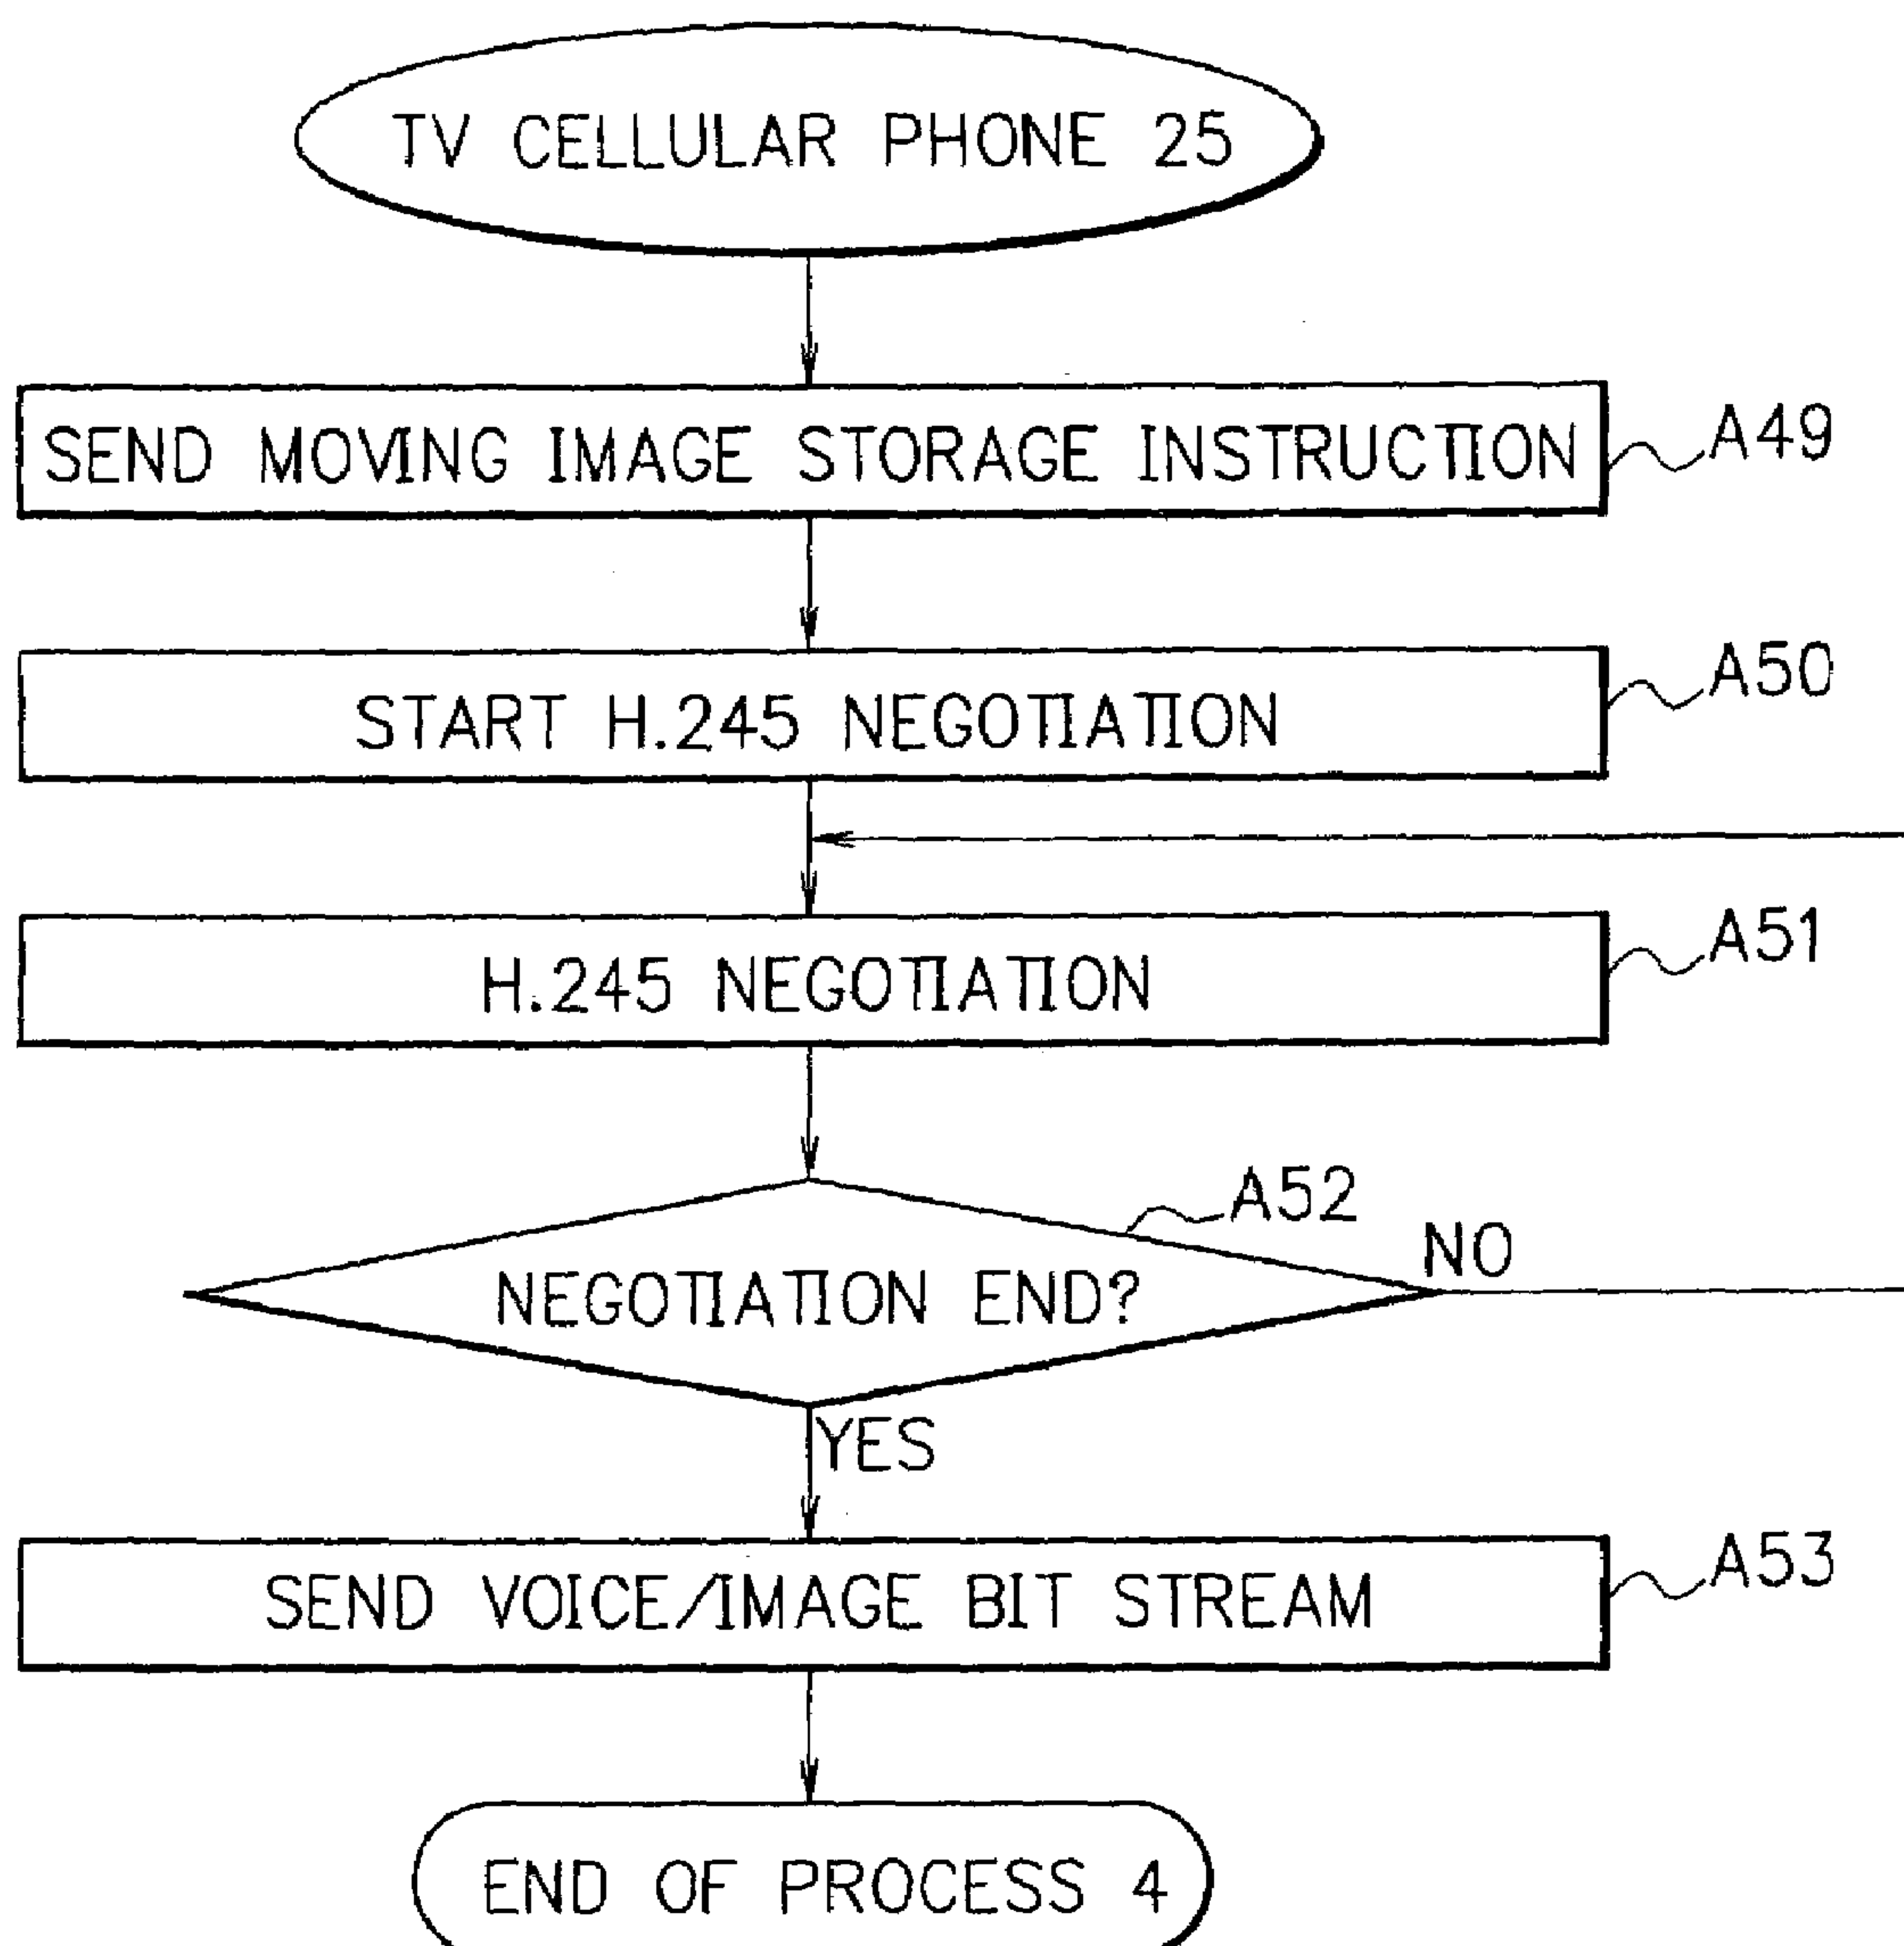 TV CELLULAR PHONE 25
SEND MOVING IMAGE STORAGE INSTRUCTION
A49
START H.245 NEGOTIATION
A50
H.245 NEGOTIATION
A51
A52
NEGOTIATION END?
NO
YES
SEND VOICE/IMAGE BIT STREAM
A53
END OF PROCESS 4